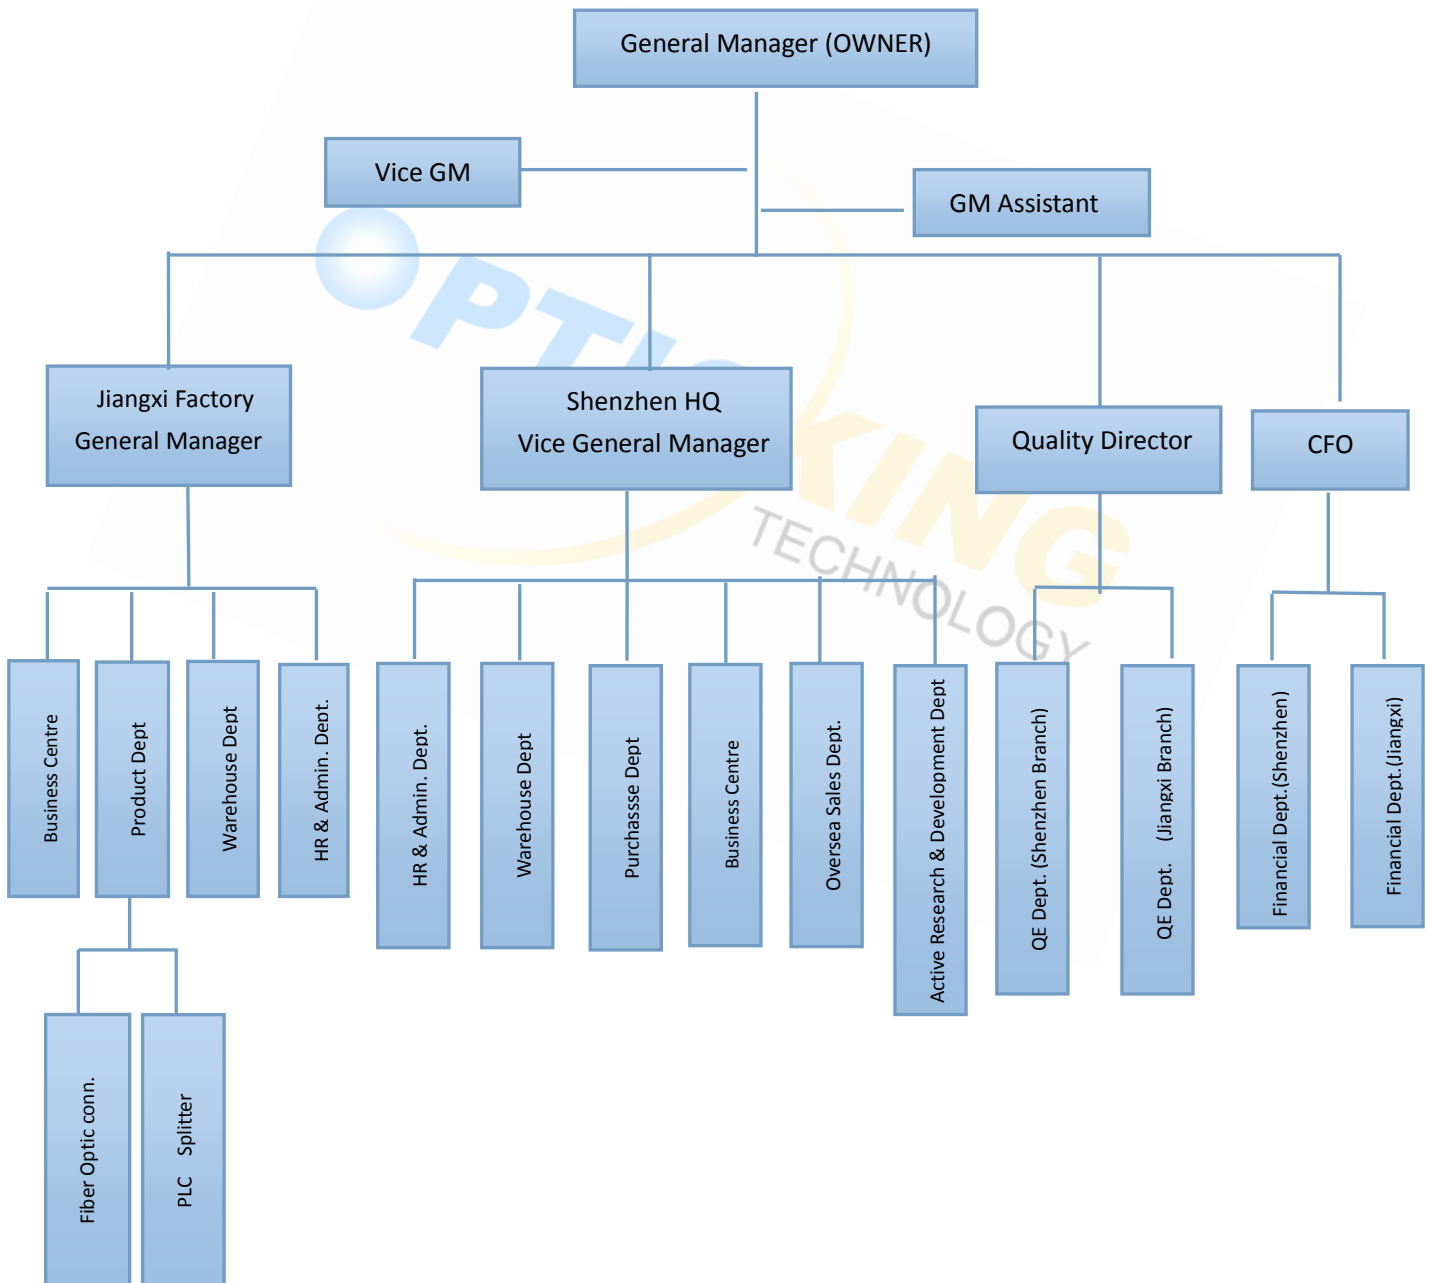 General Manager (OWNER)
Vice GM
GM Assistant
OPTICKING
TECHNOLOGY
Jiangxi Factory
General Manager
Shenzhen HQ
Vice General Manager
Quality Director
CFO
Business Centre
Product Dept
Warehouse Dept
HR & Admin. Dept.
HR & Admin. Dept.
Warehouse Dept
Purchassse Dept
Business Centre
Oversea Sales Dept.
Active Research & Development Dept
QE Dept. (Shenzhen Branch)
QE Dept. (Jiangxi Branch)
Financial Dept.(Shenzhen)
Financial Dept.(Jiangxi)
Fiber Optic conn.
PLC Splitter